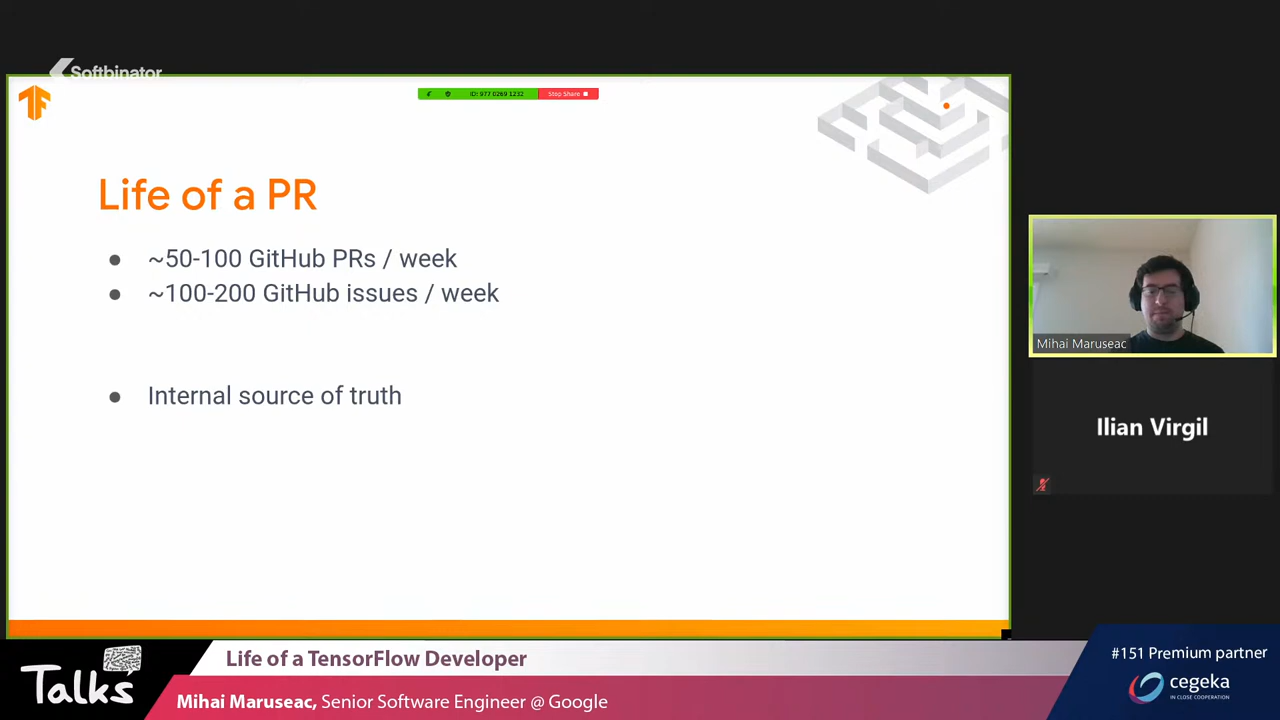 Softbinator
ID: 977 0269 1232
Stop Share
Life of a PR
~50-100 GitHub PRs / week
~100-200 GitHub issues / week
Internal source of truth
Mihai Maruseac
Ilian Virgil
Talks
Life of a TensorFlow Developer
Mihai Maruseac, Senior Software Engineer @ Google
#151 Premium partner
cegeka
IN CLOSE COOPERATION